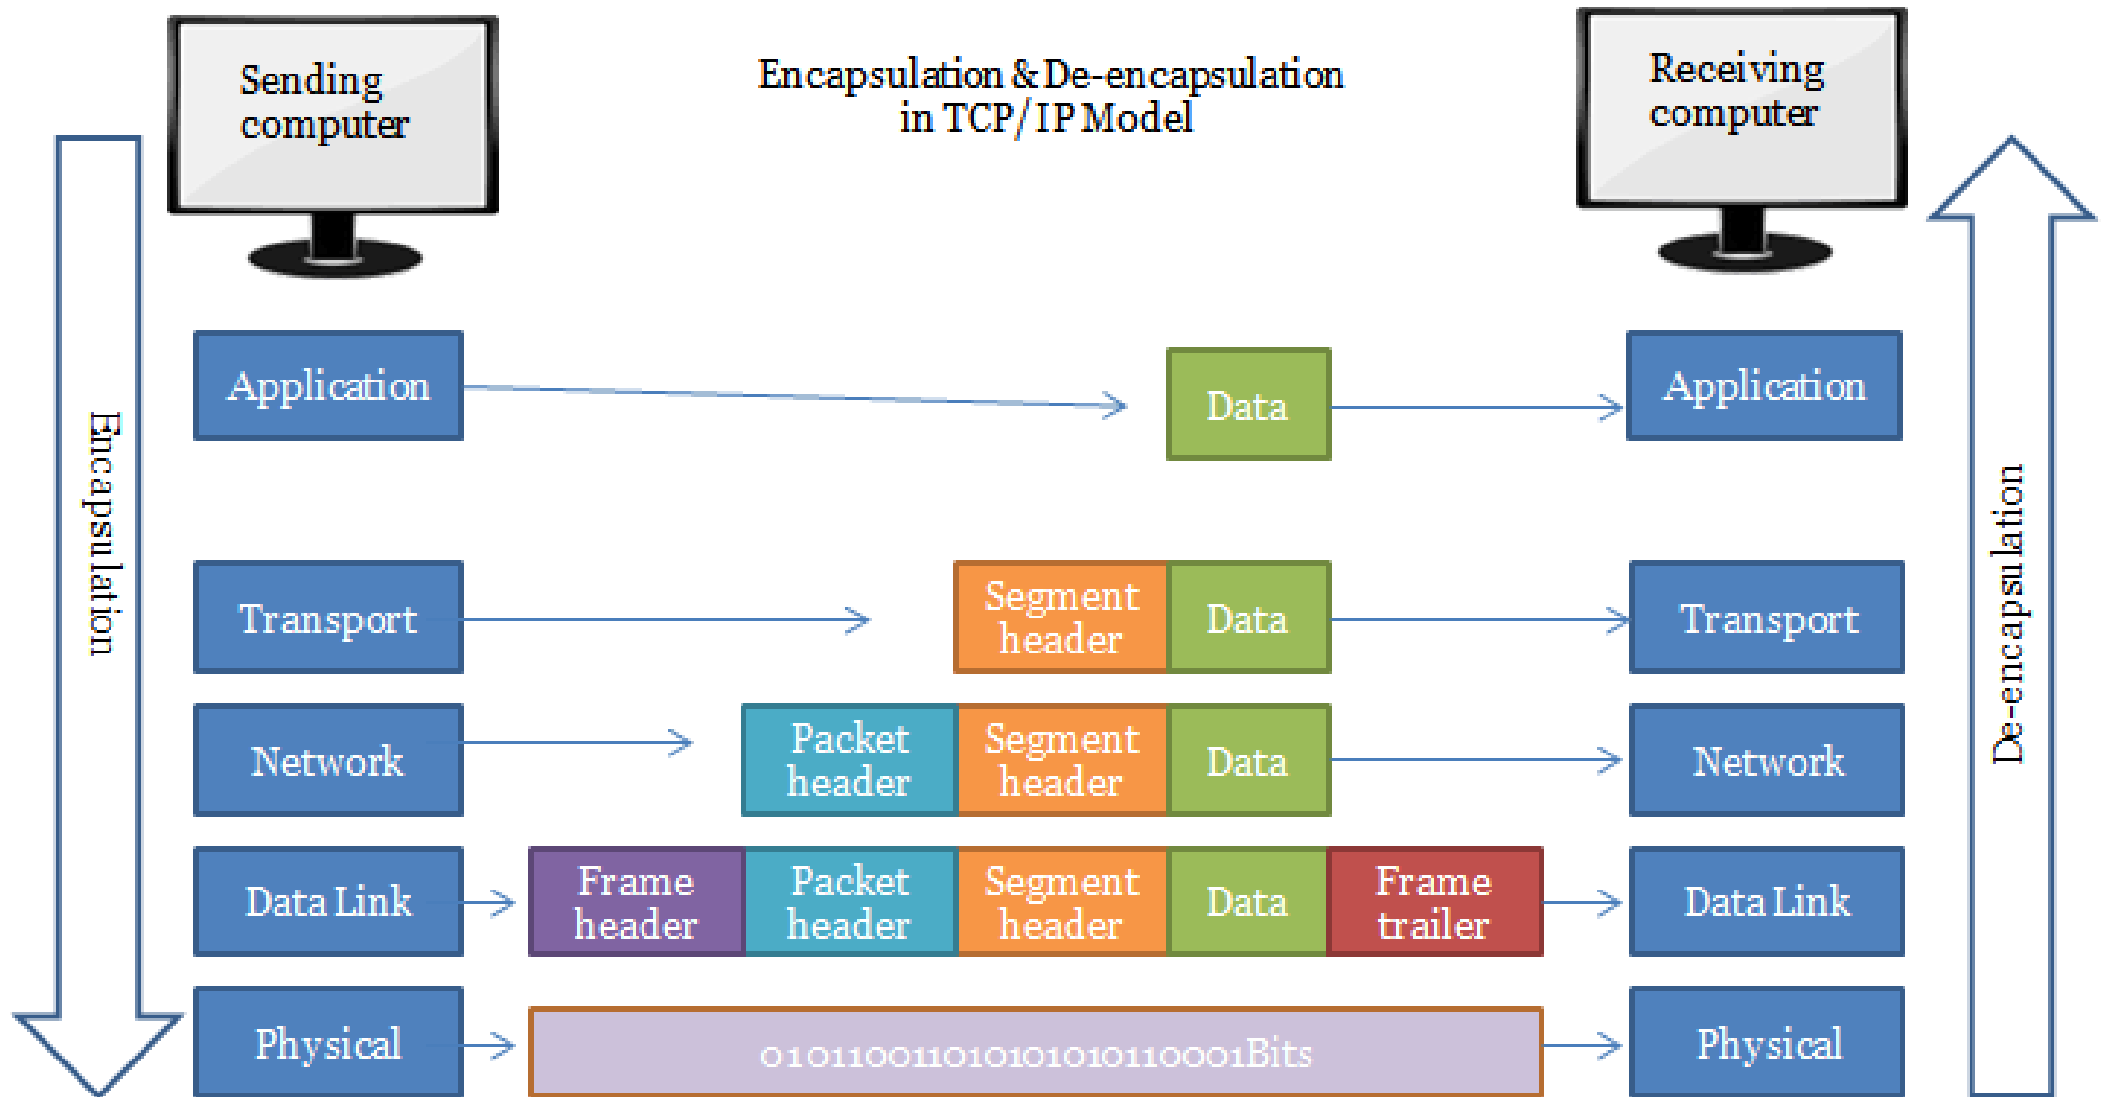 Sending
computer
Encapsulation & De-encapsulation
in TCP/IP Model
Receiving
computer
Encapsulation
De-encapsulation
Application
Data
Application
Transport
Segment
header
Data
Transport
Network
Packet
header
Segment
header
Data
Network
Data Link
Frame
header
Packet
header
Segment
header
Data
Frame
trailer
Data Link
Physical
010110011010101010110001Bits
Physical